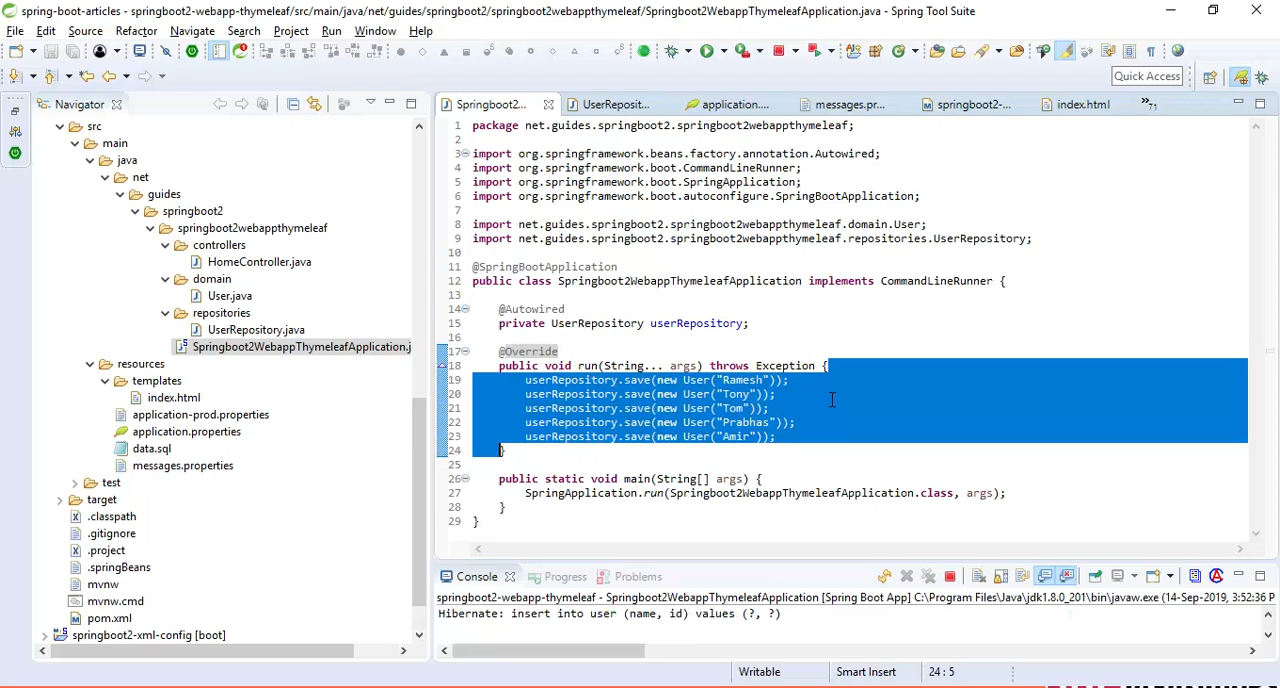 spring-boot-articles - springboot2-webapp-thymeleaf/src/main/java/net/guides/springboot2/springboot2webappthymeleaf/Springboot2WebappThymeleafApplication.java - Spring Tool Suite
File Edit Source Refactor Navigate Search Project Run Window Help
Quick Access
Navigator
src
main
java
net
guides
springboot2
springboot2webappthymeleaf
controllers
HomeController.java
domain
User.java
repositories
UserRepository.java
Springboot2WebappThymeleafApplication.j
resources
templates
index.html
application-prod.properties
application.properties
data.sql
messages.properties
test
target
.classpath
.gitignore
.project
.springBeans
mvnw
mvnw.cmd
pom.xml
springboot2-xml-config [boot]
Springboot2... UserReposit... application.... messages.pr... springboot2-... index.html »71
1 package net.guides.springboot2.springboot2webappthymeleaf;
2
3 import org.springframework.beans.factory.annotation.Autowired;
4 import org.springframework.boot.CommandLineRunner;
5 import org.springframework.boot.SpringApplication;
6 import org.springframework.boot.autoconfigure.SpringBootApplication;
7
8 import net.guides.springboot2.springboot2webappthymeleaf.domain.User;
9 import net.guides.springboot2.springboot2webappthymeleaf.repositories.UserRepository;
10
11 @SpringBootApplication
12 public class Springboot2WebappThymeleafApplication implements CommandLineRunner {
13
14 @Autowired
15 private UserRepository userRepository;
16
17 @Override
18 public void run(String... args) throws Exception {
19 userRepository.save(new User("Ramesh"));
20 userRepository.save(new User("Tony"));
21 userRepository.save(new User("Tom"));
22 userRepository.save(new User("Prabhas"));
23 userRepository.save(new User("Amir"));
24 }
25
26 public static void main(String[] args) {
27 SpringApplication.run(Springboot2WebappThymeleafApplication.class, args);
28 }
29 }
Console Progress Problems
springboot2-webapp-thymeleaf - Springboot2WebappThymeleafApplication [Spring Boot App] C:\Program Files\Java\jdk1.8.0_201\bin\javaw.exe (14-Sep-2019, 3:52:36 P
Hibernate: insert into user (name, id) values (?, ?)
Writable Smart Insert 24 : 5